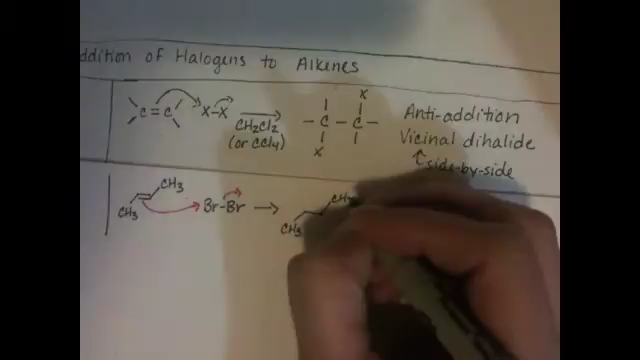 ddition of Halogens to Alkenes
C=C X-X
CH2Cl2
(or CCl4)
X
-C-C-
X
Anti-addition
Vicinal dihalide
↑side-by-side
CH3
CH3
Br-Br →
CH3